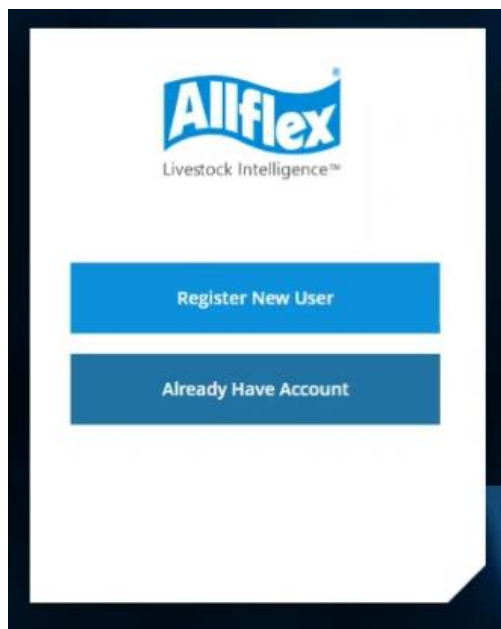 Allflex®
Livestock Intelligence™
Register New User
Already Have Account